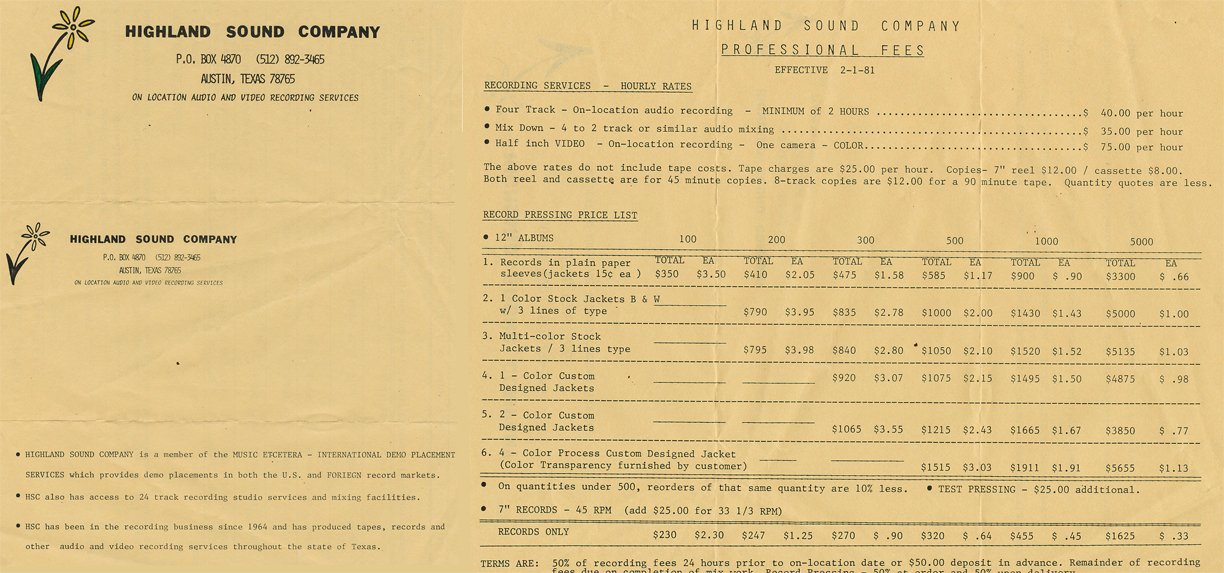 HIGHLAND SOUND COMPANY
P.O. BOX 4870 (512) 892-3465
AUSTIN, TEXAS 78765
ON LOCATION AUDIO AND VIDEO RECORDING SERVICES
HIGHLAND SOUND COMPANY
P.O. BOX 4870 (512) 892-3465
AUSTIN, TEXAS 78765
ON LOCATION AUDIO AND VIDEO RECORDING SERVICES
• HIGHLAND SOUND COMPANY is a member of the MUSIC ETCETERA - INTERNATIONAL DEMO PLACEMENT
SERVICES which provides demo placements in both the U.S. and FORIEGN record markets.
• HSC also has access to 24 track recording studio services and mixing facilities.
• HSC has been in the recording business since 1964 and has produced tapes, records and
other audio and video recording services throughout the state of Texas.
HIGHLAND SOUND COMPANY
PROFESSIONAL FEES
EFFECTIVE 2-1-81
RECORDING SERVICES - HOURLY RATES
• Four Track - On-location audio recording - MINIMUM of 2 HOURS ................................$ 40.00 per hour
• Mix Down - 4 to 2 track or similar audio mixing ..............................................$ 35.00 per hour
• Half inch VIDEO - On-location recording - One camera - COLOR..................................$ 75.00 per hour
The above rates do not include tape costs. Tape charges are $25.00 per hour. Copies- 7" reel $12.00 / cassette $8.00.
Both reel and cassette are for 45 minute copies. 8-track copies are $12.00 for a 90 minute tape. Quantity quotes are less.
RECORD PRESSING PRICE LIST
• 12" ALBUMS 100 200 300 500 1000 5000
1. Records in plain paper TOTAL EA TOTAL EA TOTAL EA TOTAL EA TOTAL EA TOTAL EA
sleeves(jackets 15c ea ) $350 $3.50 $410 $2.05 $475 $1.58 $585 $1.17 $900 $ .90 $3300 $ .66
2. 1 Color Stock Jackets B & W
w/ 3 lines of type $790 $3.95 $835 $2.78 $1000 $2.00 $1430 $1.43 $5000 $1.00
3. Multi-color Stock
Jackets / 3 lines type $795 $3.98 $840 $2.80 $1050 $2.10 $1520 $1.52 $5135 $1.03
4. 1 - Color Custom $920 $3.07 $1075 $2.15 $1495 $1.50 $4875 $ .98
Designed Jackets
5. 2 - Color Custom
Designed Jackets $1065 $3.55 $1215 $2.43 $1665 $1.67 $3850 $ .77
6. 4 - Color Process Custom Designed Jacket
(Color Transparency furnished by customer) $1515 $3.03 $1911 $1.91 $5655 $1.13
• On quantities under 500, reorders of that same quantity are 10% less. • TEST PRESSING - $25.00 additional.
• 7" RECORDS - 45 RPM (add $25.00 for 33 1/3 RPM)
RECORDS ONLY $230 $2.30 $247 $1.25 $270 $ .90 $320 $ .64 $455 $ .45 $1625 $ .33
TERMS ARE: 50% of recording fees 24 hours prior to on-location date or $50.00 deposit in advance. Remainder of recording
fees due on completion of mix work. Record Pressing - 50% at order and 50% upon delivery.